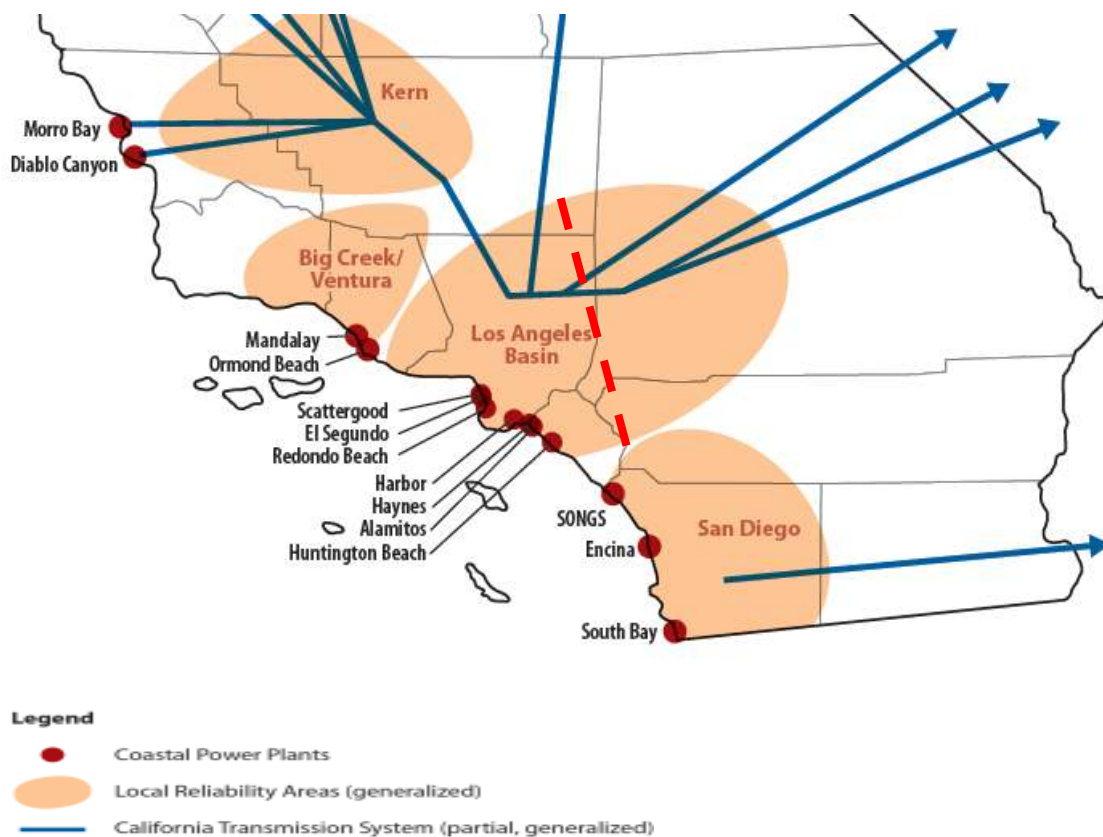 Kern
Morro Bay
Diablo Canyon
Big Creek/
Ventura
Mandalay
Ormond Beach
Los Angeles
Basin
Scattergood
El Segundo
Redondo Beach
Harbor
Haynes
Alamitos
Huntington Beach
SONGS
Encina
San Diego
South Bay
Legend
Coastal Power Plants
Local Reliability Areas (generalized)
California Transmission System (partial, generalized)